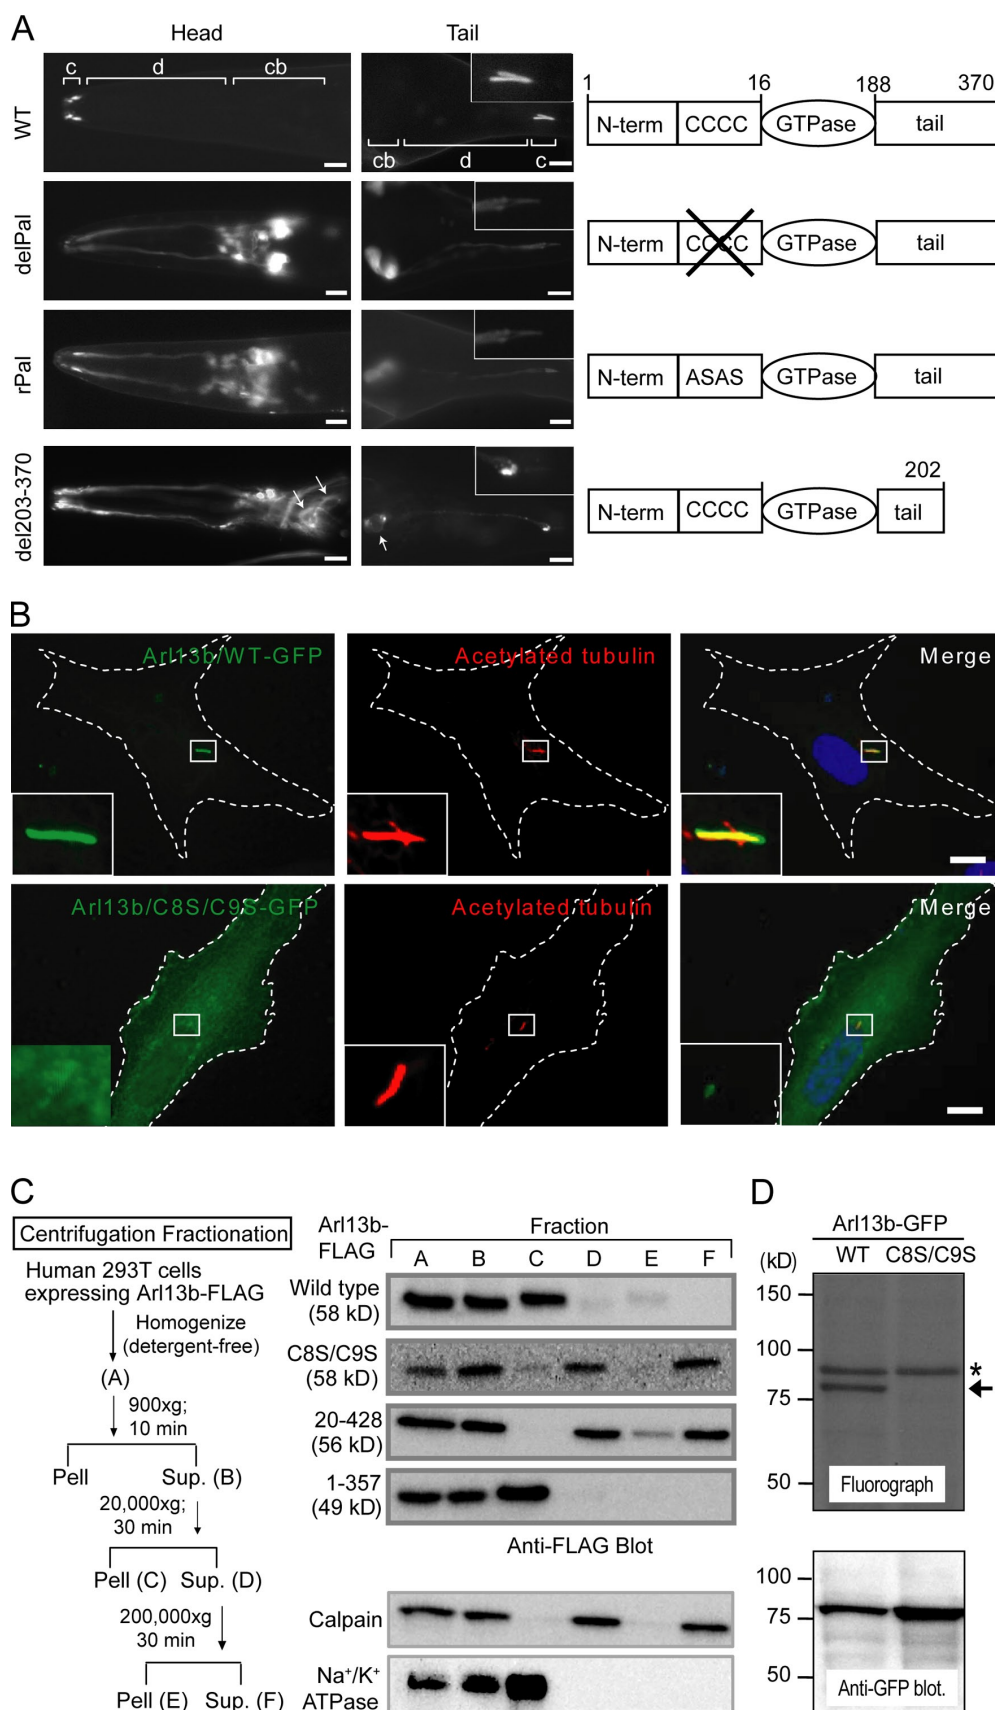 A
Head
Tail
c
d
cb
cb
d
c
WT
1
16
188
370
N-term
CCCC
GTPase
tail
delPal
N-term
CCCC
GTPase
tail
rPal
N-term
ASAS
GTPase
tail
del203-370
202
N-term
CCCC
GTPase
tail
B
Arl13b/WT-GFP
Acetylated tubulin
Merge
Arl13b/C8S/C9S-GFP
Acetylated tubulin
Merge
C
Centrifugation Fractionation
Human 293T cells
expressing Arl13b-FLAG
Homogenize
(detergent-free)
(A)
900xg;
10 min
Pell
Sup. (B)
20,000xg;
30 min
Pell (C)
Sup. (D)
200,000xg
30 min
Pell (E)
Sup. (F)
Arl13b-
FLAG
Fraction
A B C D E F
Wild type
(58 kD)
C8S/C9S
(58 kD)
20-428
(56 kD)
1-357
(49 kD)
Anti-FLAG Blot
Calpain
Na⁺/K⁺
ATPase
D
Arl13b-GFP
(kD)
WT C8S/C9S
150
100
*
75
50
Fluorograph
100
75
50
Anti-GFP blot.